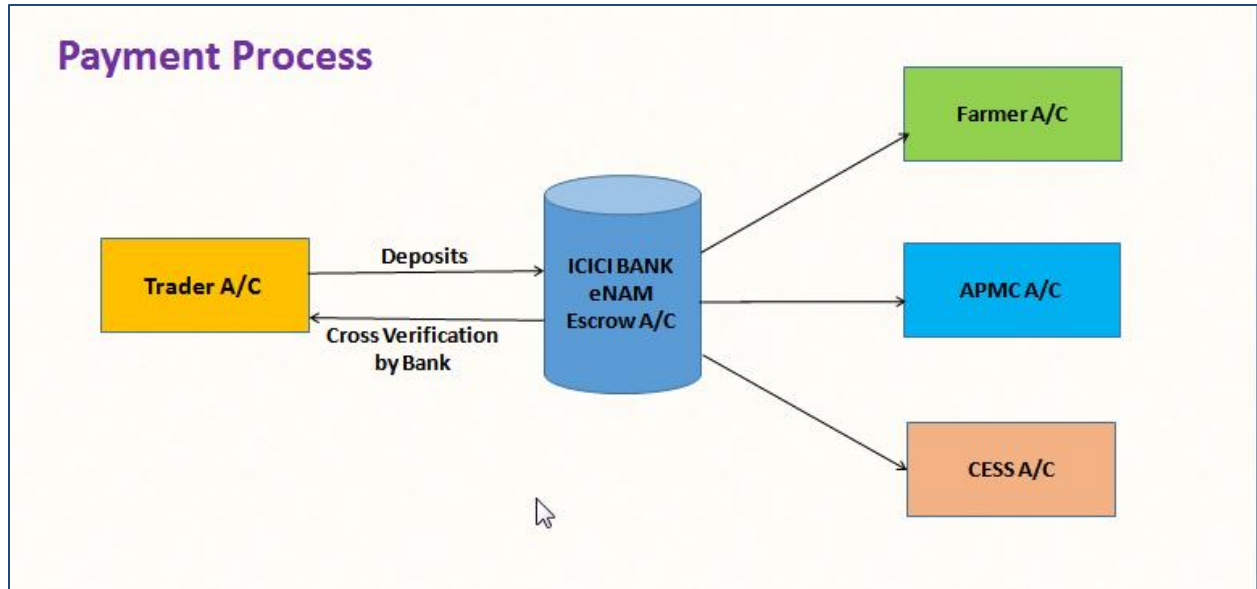 Payment Process
Farmer A/C
Deposits
Trader A/C
ICICI BANK
eNAM
Escrow A/C
APMC A/C
Cross Verification
by Bank
CESS A/C